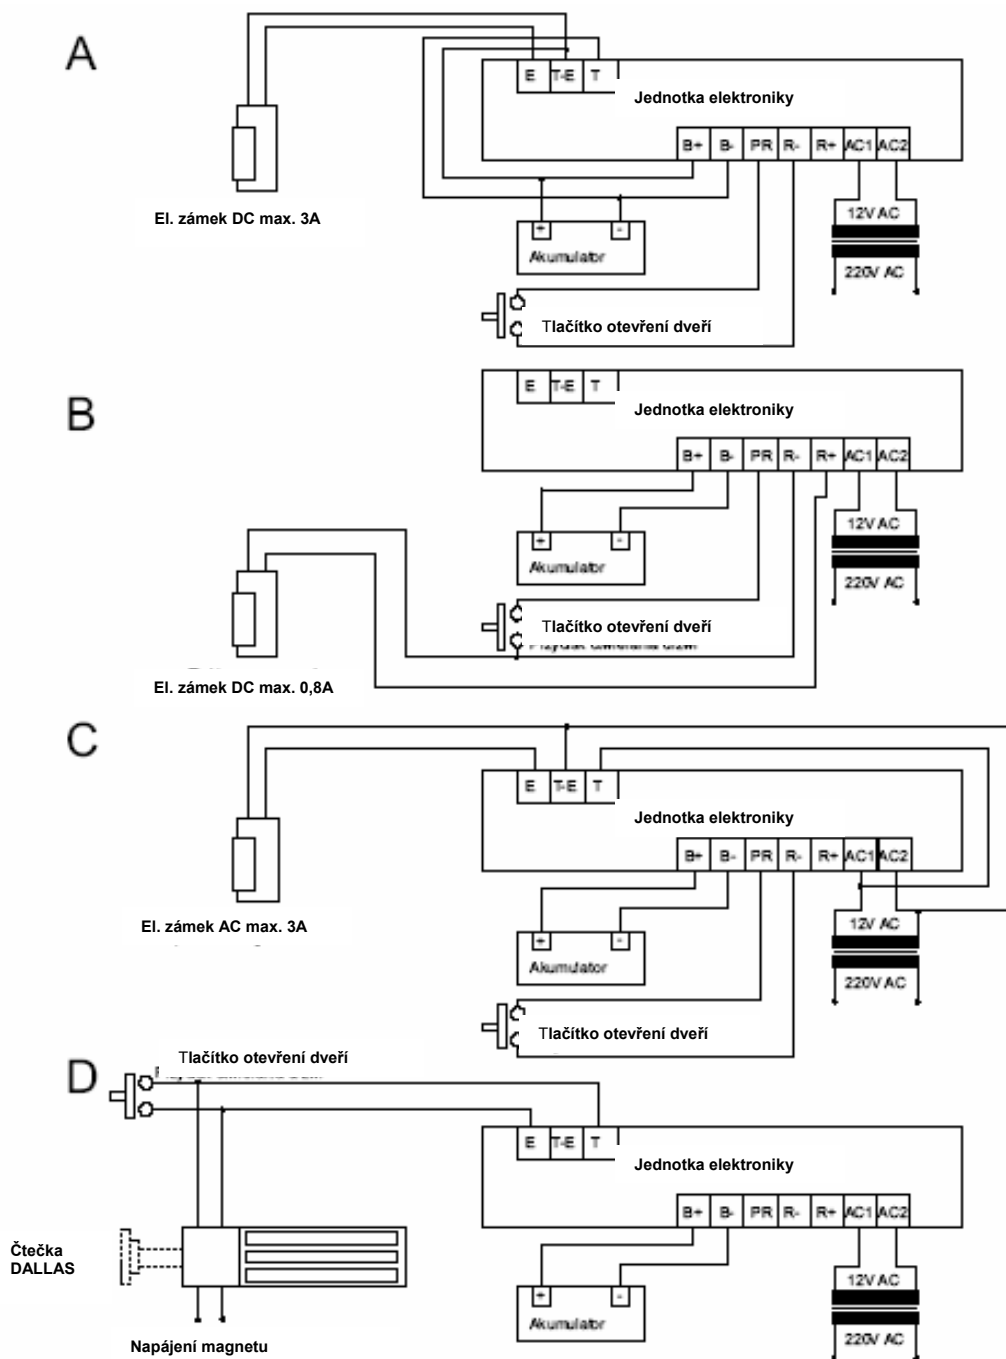 A
E T-E T
Jednotka elektroniky
B+ B- PR R- R+ AC1 AC2
El. zámek DC max. 3A
12V AC
+ -
Akumulator
220V AC
Tlačítko otevření dveří
B
E T-E T
Jednotka elektroniky
B+ B- PR R- R+ AC1 AC2
12V AC
+ -
Akumulator
220V AC
Tlačítko otevření dveří
El. zámek DC max. 0,8A
C
E T-E T
Jednotka elektroniky
B+ B- PR R- R+ AC1 AC2
El. zámek AC max. 3A
12V AC
+ -
Akumulator
220V AC
Tlačítko otevření dveří
D
Tlačítko otevření dveří
E T-E T
Jednotka elektroniky
B+ B- PR R- R+ AC1 AC2
Čtečka
DALLAS
12V AC
+ -
Akumulator
220V AC
Napájení magnetu